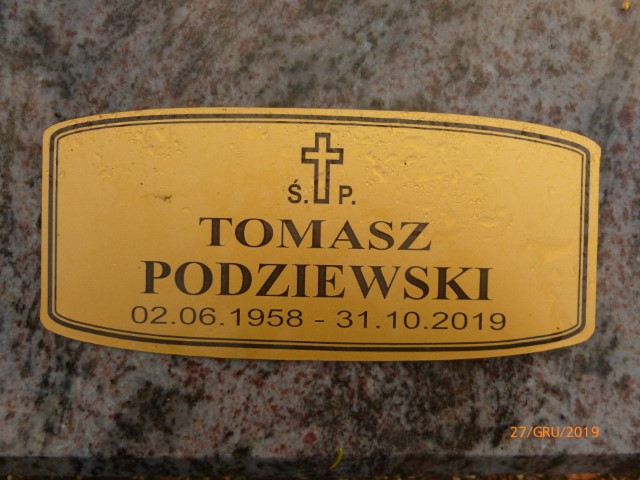 Ś. P.
TOMASZ
PODZIEWSKI
02.06.1958 - 31.10.2019
27/GRU/2019